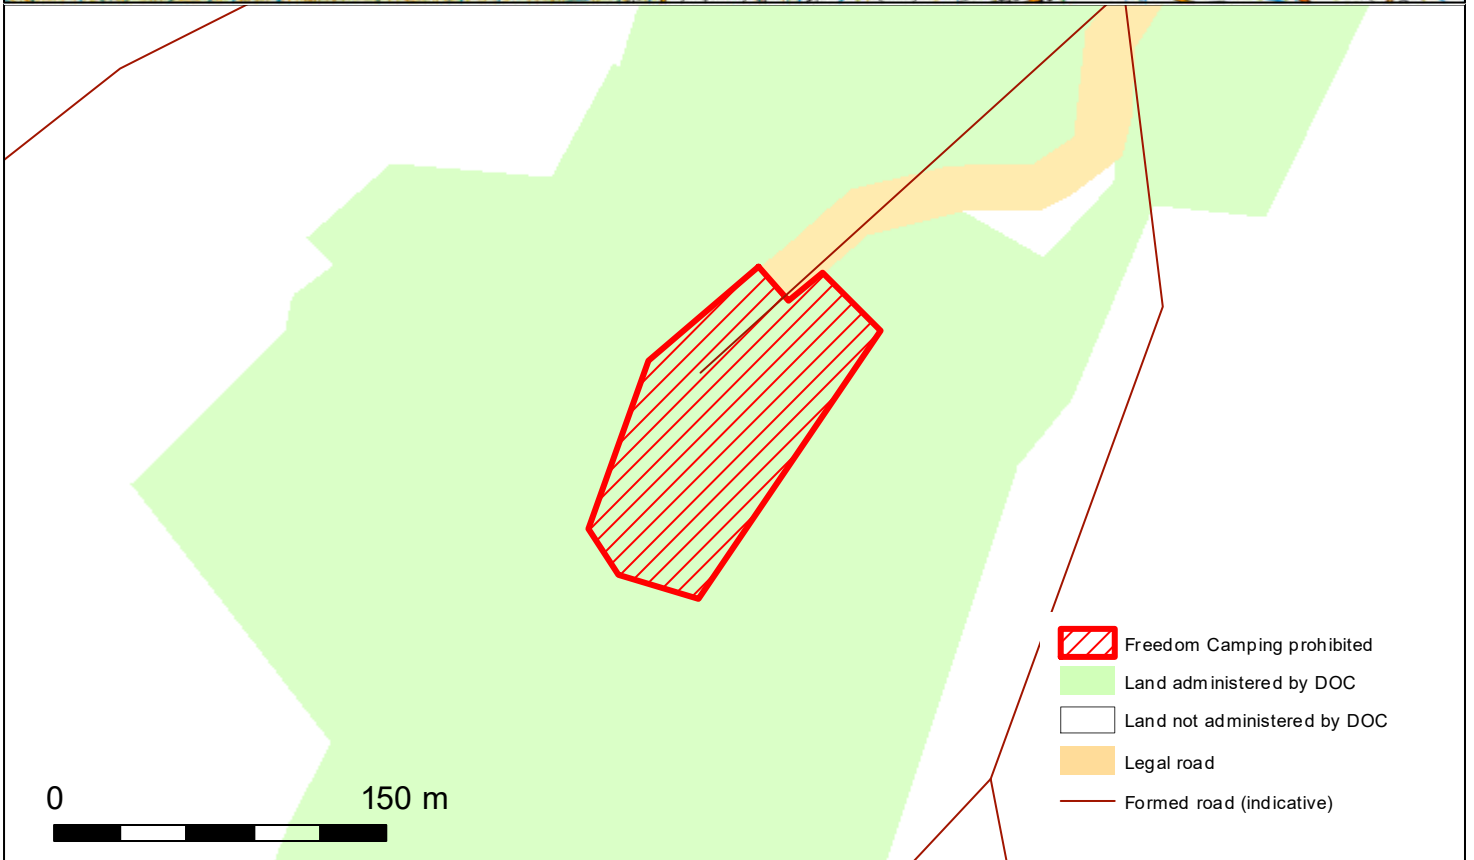 Freedom Camping prohibited
Land administered by DOC
Land not administered by DOC
Legal road
Formed road (indicative)
0 150 m